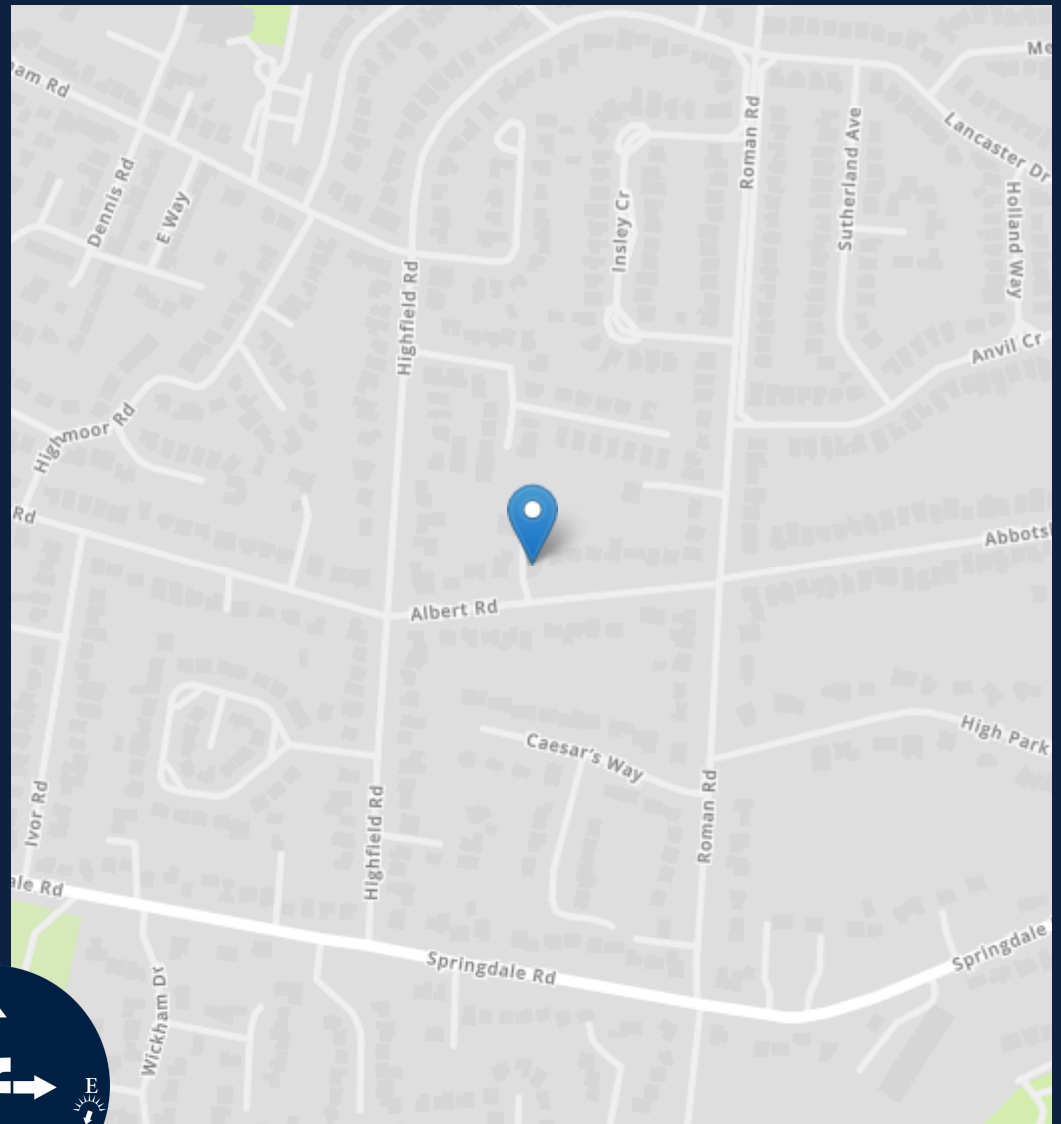 Me
am Rd
Lancaster Dr
Roman Rd
Sutherland Ave
Dennis Rd
E Way
Insley Cr
Holland Way
Highfield Rd
Anvil Cr
Highmoor Rd
Rd
Abbots
Albert Rd
High Park
Caesar's Way
Ivor Rd
Highfield Rd
Roman Rd
ale Rd
Springdale Rd
Springdale
Wickham Dr
E